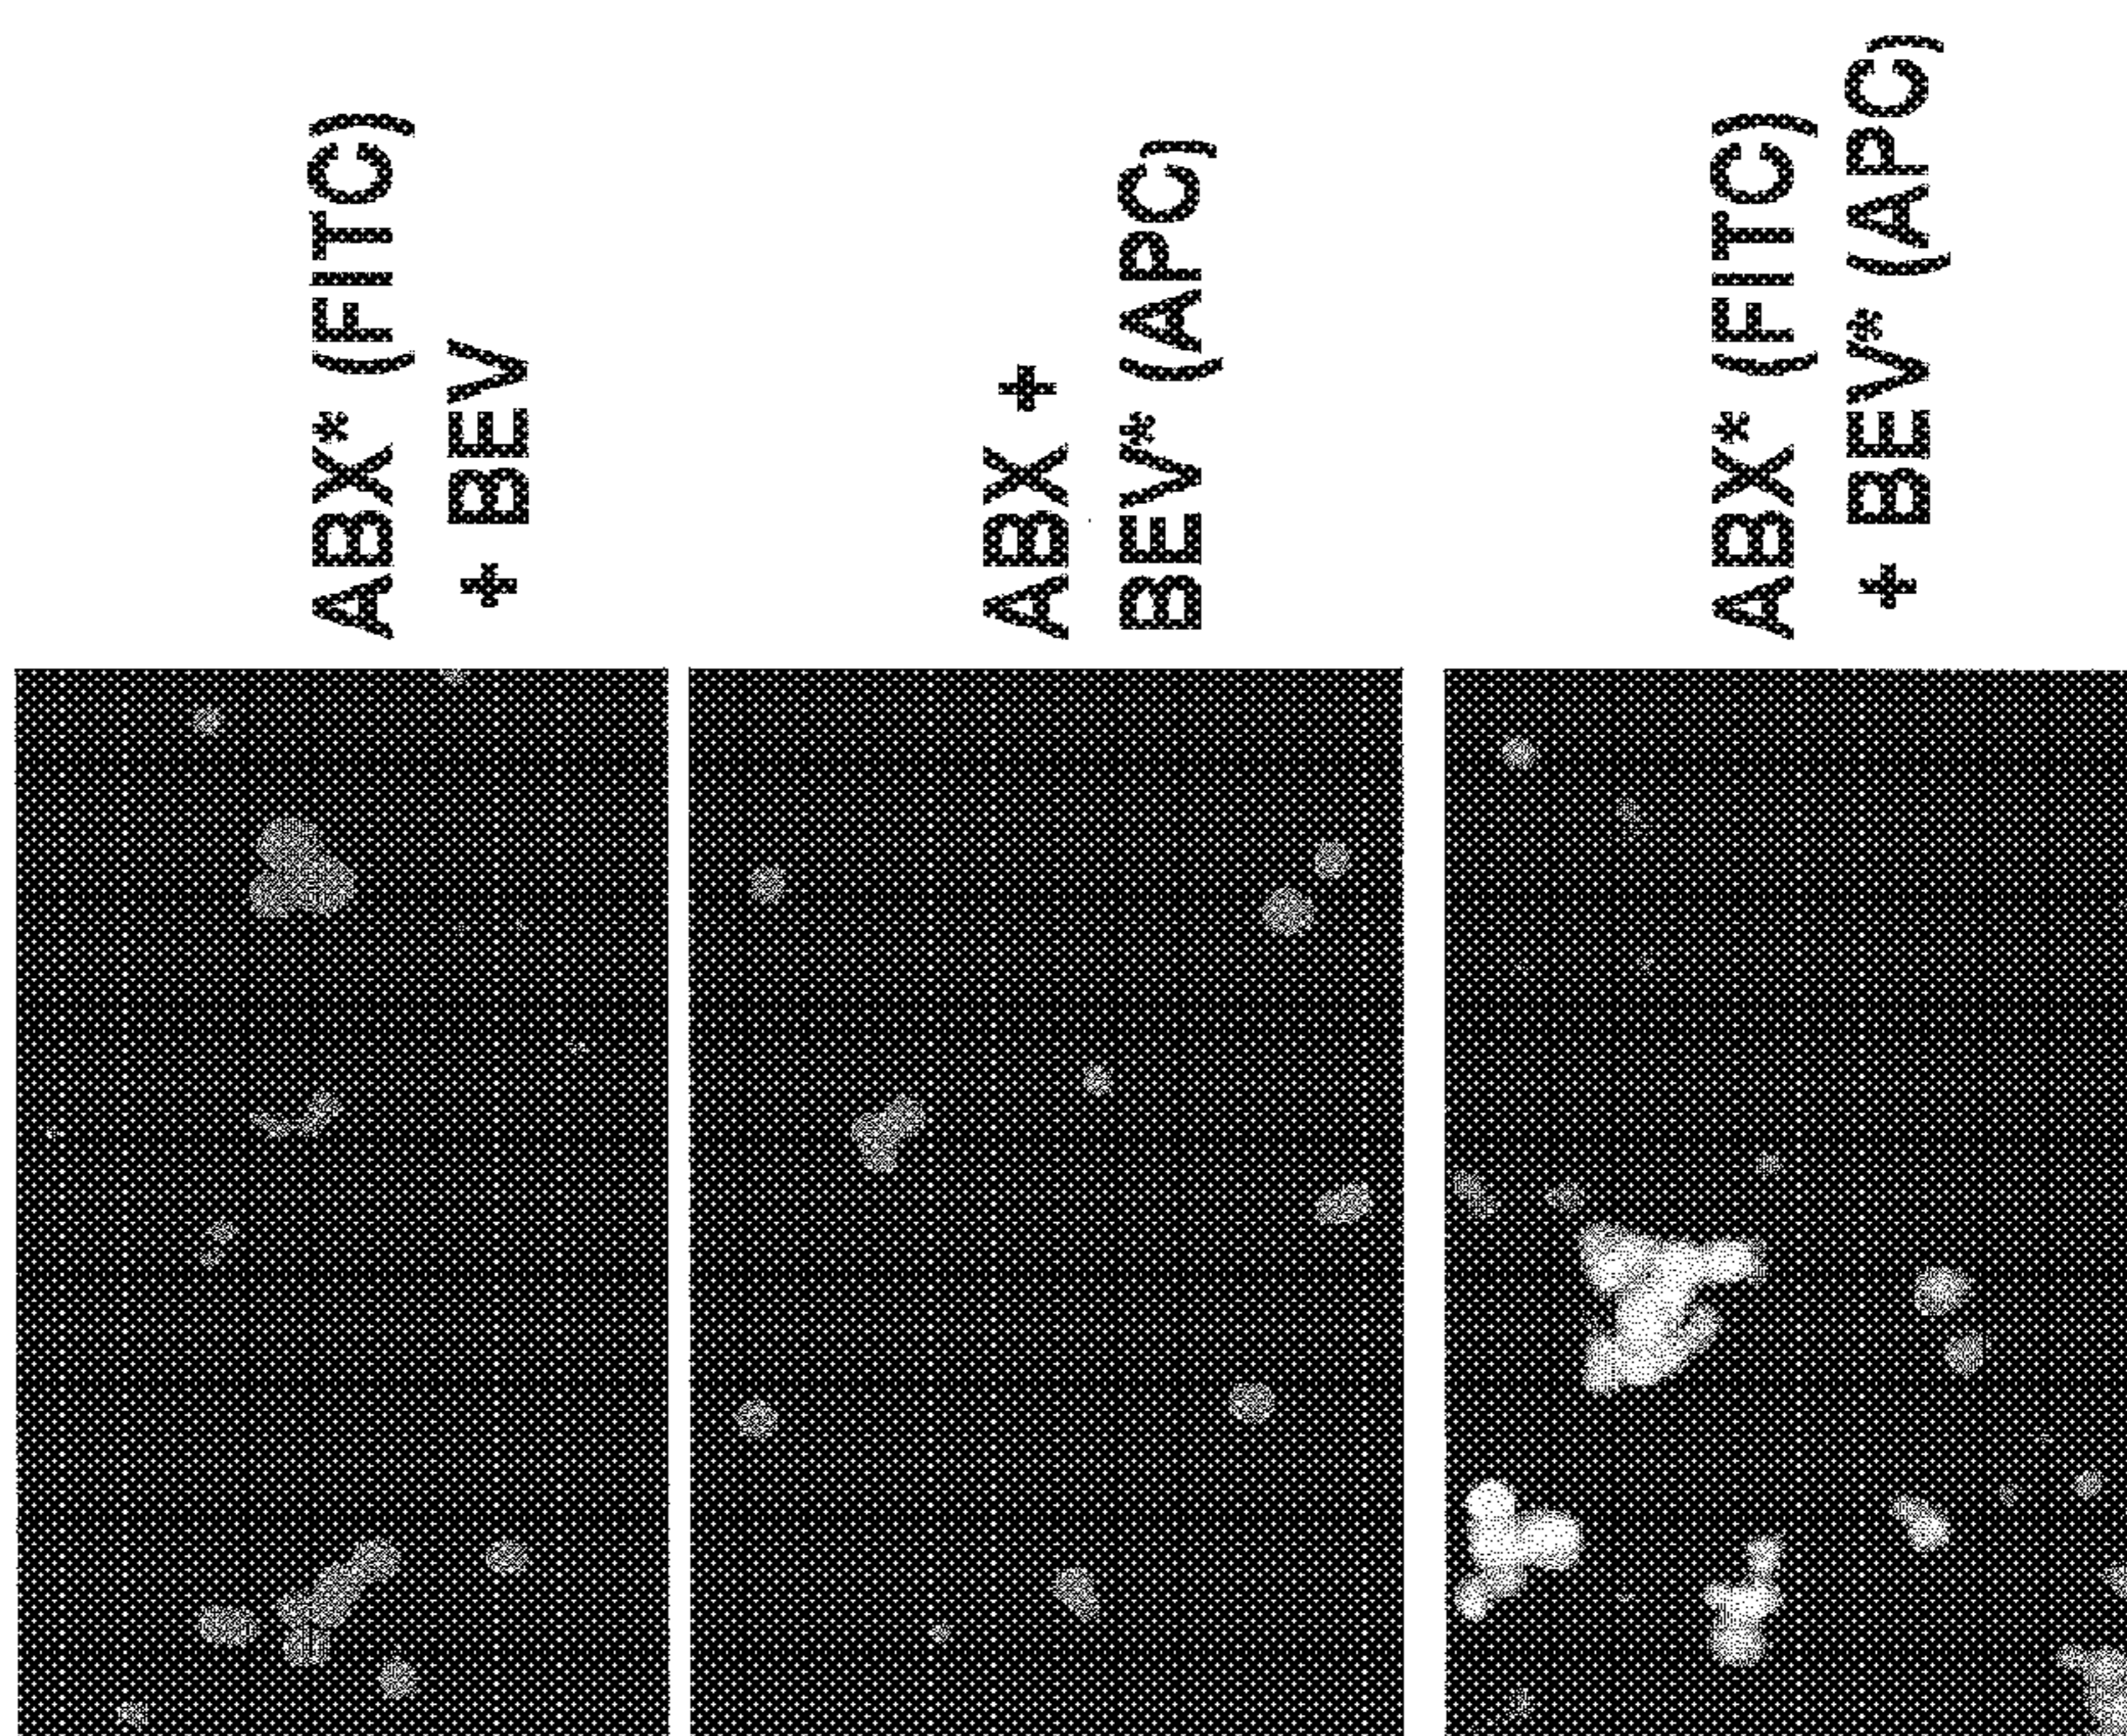 ABX* (FITC)
+ BEV
ABX +
BEV* (APC)
ABX* (FITC)
+ BEV* (APC)